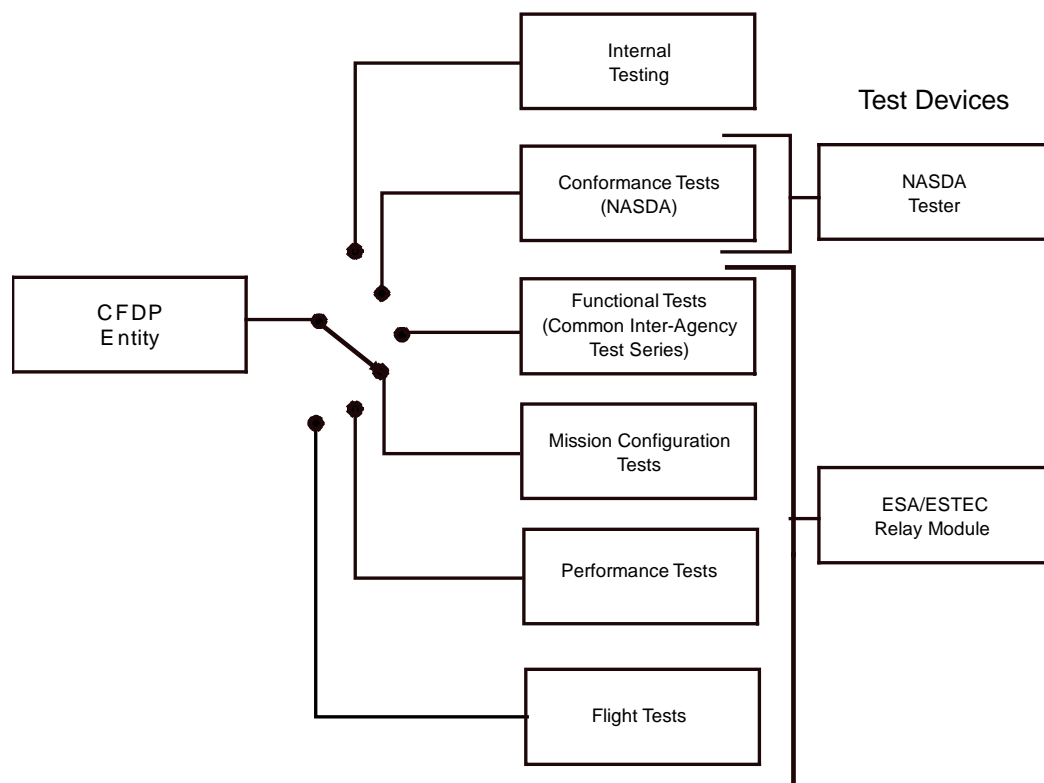 Internal
Testing
Test Devices
Conformance Tests
(NASDA)
NASDA
Tester
CFDP
Entity
Functional Tests
(Common Inter-Agency
Test Series)
Mission Configuration
Tests
ESA/ESTEC
Relay Module
Performance Tests
Flight Tests